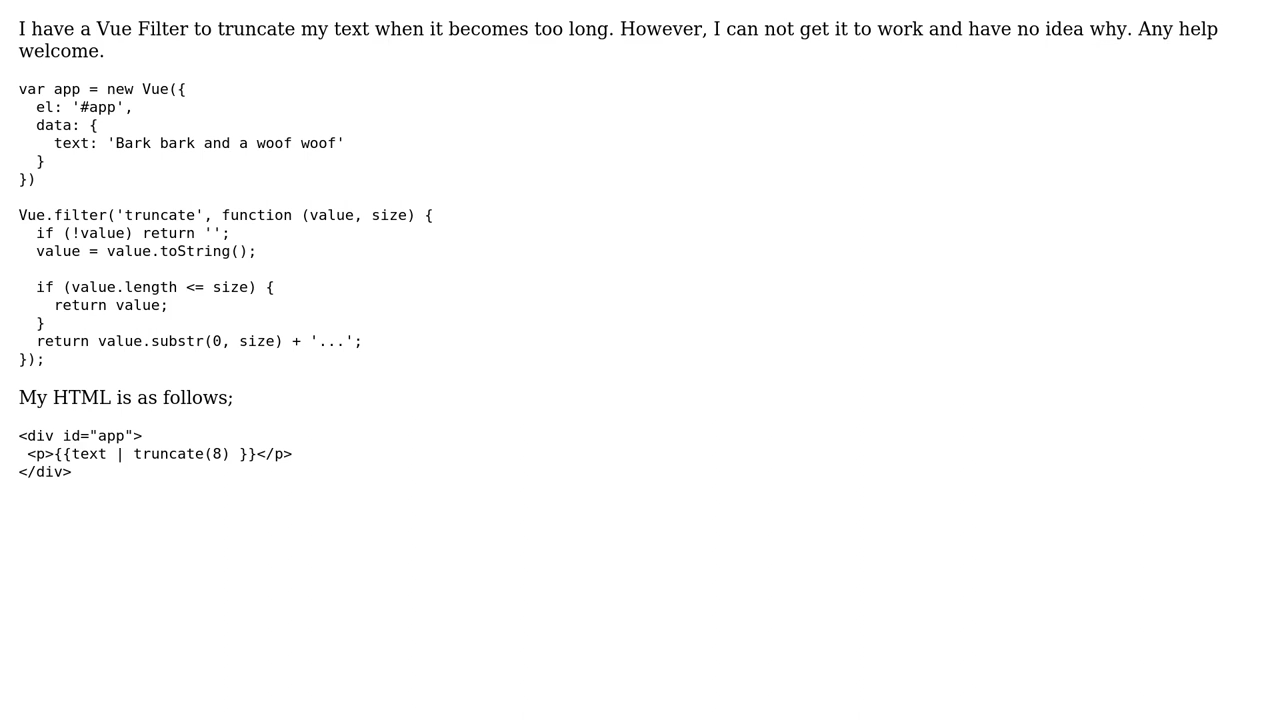 I have a Vue Filter to truncate my text when it becomes too long. However, I can not get it to work and have no idea why. Any help
welcome.
var app = new Vue({
  el: '#app',
  data: {
    text: 'Bark bark and a woof woof'
  }
})
Vue.filter('truncate', function (value, size) {
  if (!value) return '';
  value = value.toString();

  if (value.length <= size) {
    return value;
  }
  return value.substr(0, size) + '...';
});
My HTML is as follows;
<div id="app">
 <p>{{text | truncate(8) }}</p>
</div>